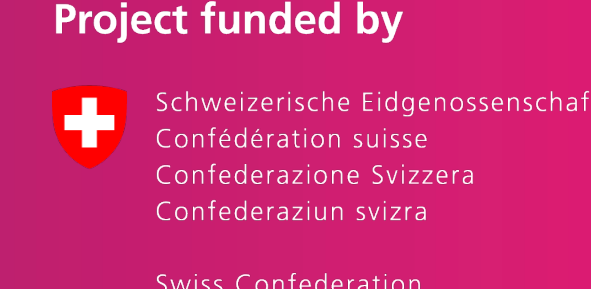 Project funded by
Schweizerische Eidgenossenschaf
Confédération suisse
Confederazione Svizzera
Confederaziun svizra
Swiss Confederation